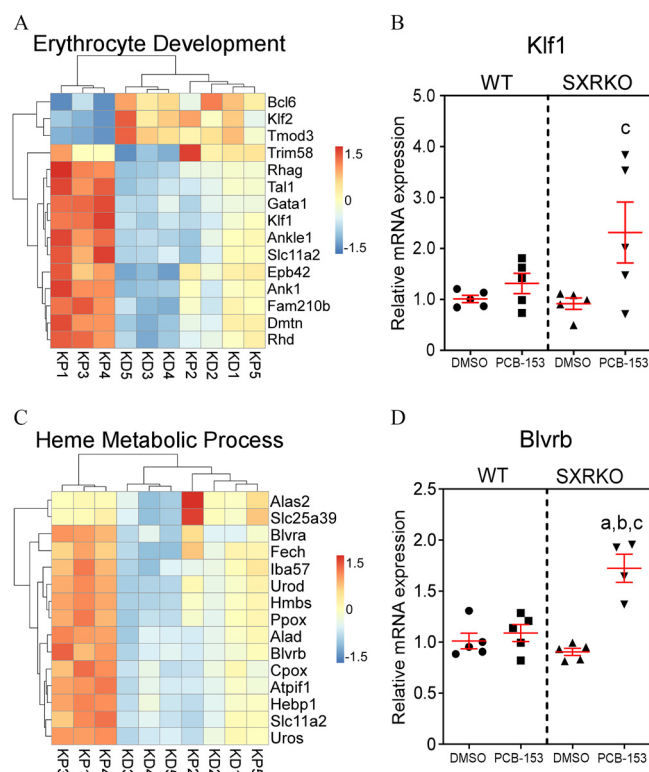 A
Erythrocyte Development
Bcl6
Klf2
Tmod3
Trim58
Rhag
Tal1
Gata1
Klf1
Ankle1
Slc11a2
Epb42
Ank1
Fam210b
Dmtn
Rhd
1.5
0
-1.5
KP1 KP3 KP4 KD5 KD3 KD4 KP2 KD2 KD1 KP5
B
Klf1
WT SXRKO
Relative mRNA expression
5.0
4.0
3.0
2.0
1.0
0
c
DMSO PCB-153 DMSO PCB-153
C
Heme Metabolic Process
Alas2
Slc25a39
Blvra
Fech
Iba57
Urod
Hmbs
Ppox
Alad
Blvrb
Cpox
Atpif1
Hebp1
Slc11a2
Uros
1.5
0
-1.5
D
Blvrb
WT SXRKO
Relative mRNA expression
2.5
2.0
1.5
1.0
0.5
0
a,b,c
DMSO PCB-153 DMSO PCB-153